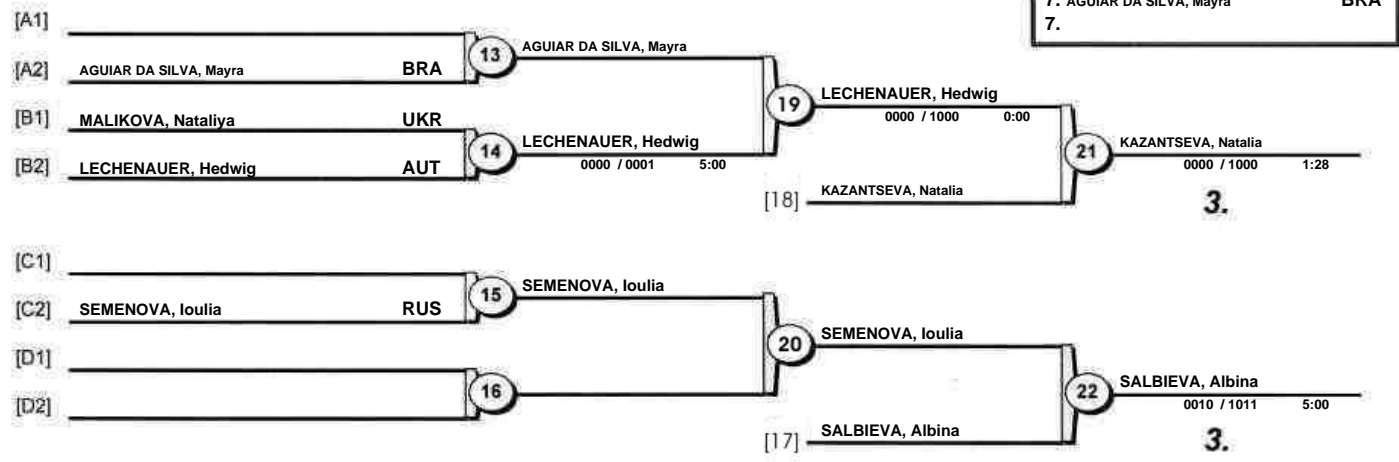 7. AGUIAR DA SILVA, Mayra BRA
7.
[A1]
13 AGUIAR DA SILVA, Mayra
[A2] AGUIAR DA SILVA, Mayra BRA
19 LECHENAUER, Hedwig
0000 / 1000 0:00
[B1] MALIKOVA, Nataliya UKR
14 LECHENAUER, Hedwig
0000 / 0001 5:00
21 KAZANTSEVA, Natalia
0000 / 1000 1:28
[B2] LECHENAUER, Hedwig AUT
[18] KAZANTSEVA, Natalia
3.
[C1]
15 SEMENOVA, Ioulia
[C2] SEMENOVA, Ioulia RUS
20 SEMENOVA, Ioulia
[D1]
16
22 SALBIEVA, Albina
0010 / 1011 5:00
[D2]
[17] SALBIEVA, Albina
3.